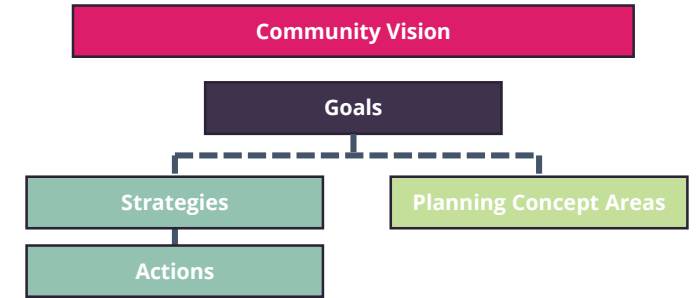 Community Vision
Goals
Strategies
Planning Concept Areas
Actions